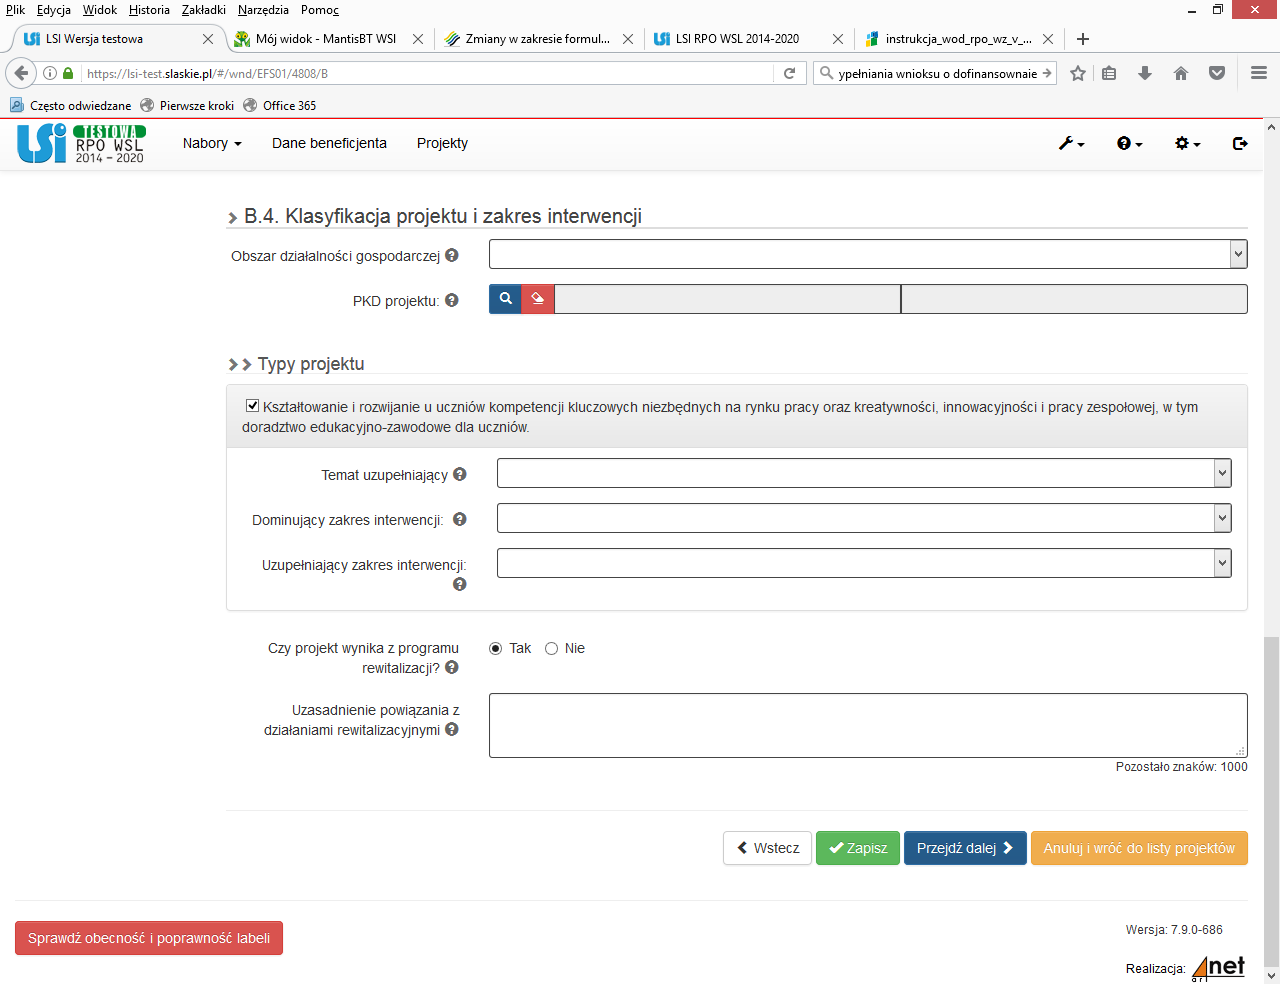 Plik Edycja Widok Historia Zakładki Narzędzia Pomoc
LSI Wersja testowa
Mój widok - MantisBT WSI
Zmiany w zakresie formul...
LSI RPO WSL 2014-2020
instrukcja_wod_rpo_wz_v_...
https://lsi-test.slaskie.pl/#/wnd/EFS01/4808/B
ypełniania wnioksu o dofinansownaie
Często odwiedzane Pierwsze kroki Office 365
LSi TESTOWA
RPO WSL
2014 – 2020
Nabory Dane beneficjenta Projekty
B.4. Klasyfikacja projektu i zakres interwencji
Obszar działalności gospodarczej
PKD projektu:
Typy projektu
Kształtowanie i rozwijanie u uczniów kompetencji kluczowych niezbędnych na rynku pracy oraz kreatywności, innowacyjności i pracy zespołowej, w tym
doradztwo edukacyjno-zawodowe dla uczniów.
Temat uzupełniający
Dominujący zakres interwencji:
Uzupełniający zakres interwencji:
Czy projekt wynika z programu
rewitalizacji?
Tak Nie
Uzasadnienie powiązania z
działaniami rewitalizacyjnymi
Pozostało znaków: 1000
Wstecz Zapisz Przejdź dalej Anuluj i wróć do listy projektów
Sprawdź obecność i poprawność labeli
Wersja: 7.9.0-686
Realizacja: 4net
art